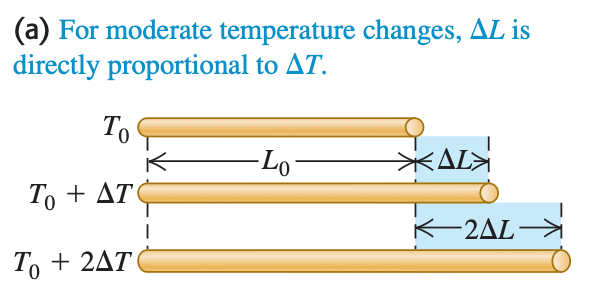 (a) For moderate temperature changes, ΔL is
directly proportional to ΔT.
T₀
L₀ ΔL
T₀ + ΔT
2ΔL
T₀ + 2ΔT